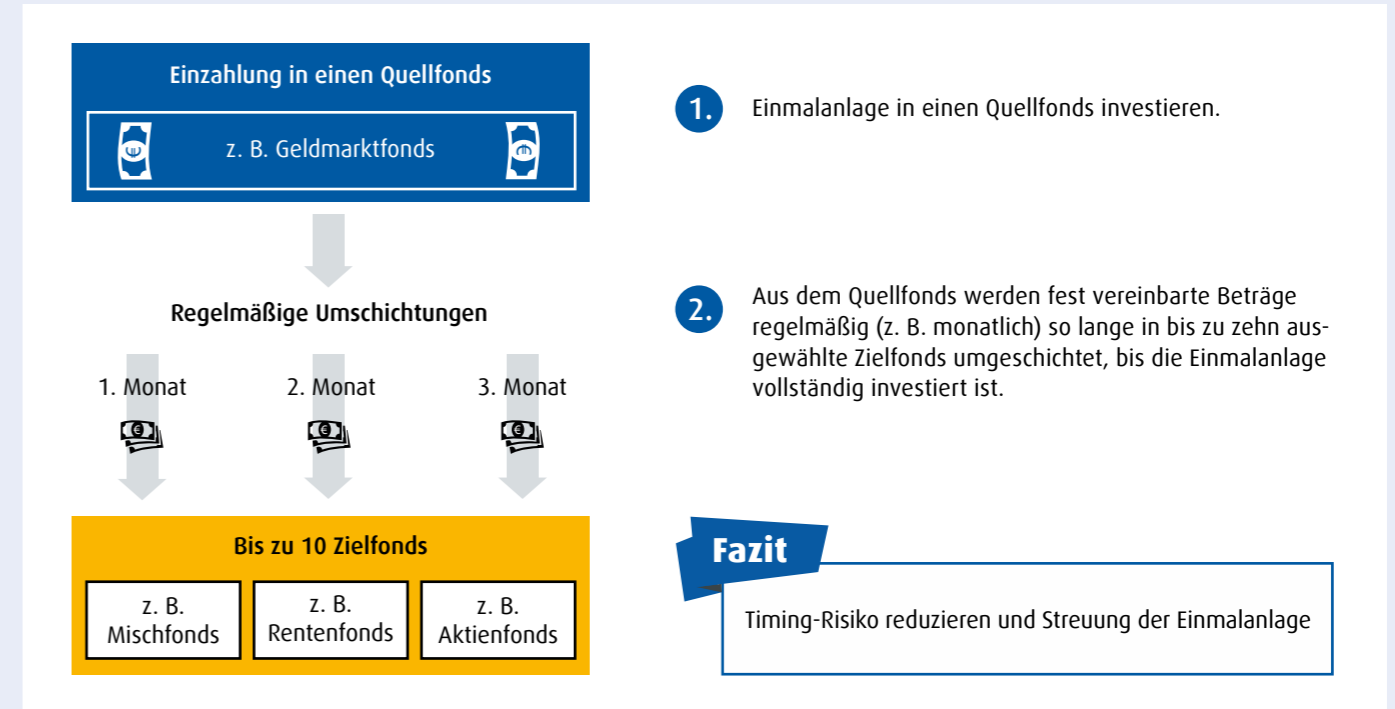 Einzahlung in einen Quellfonds
z. B. Geldmarktfonds
1. Einmalanlage in einen Quellfonds investieren.
Regelmäßige Umschichtungen
1. Monat
2. Monat
3. Monat
2. Aus dem Quellfonds werden fest vereinbarte Beträge
regelmäßig (z. B. monatlich) so lange in bis zu zehn aus-
gewählte Zielfonds umgeschichtet, bis die Einmalanlage
vollständig investiert ist.
Bis zu 10 Zielfonds
z. B.
Mischfonds
z. B.
Rentenfonds
z. B.
Aktienfonds
Fazit
Timing-Risiko reduzieren und Streuung der Einmalanlage